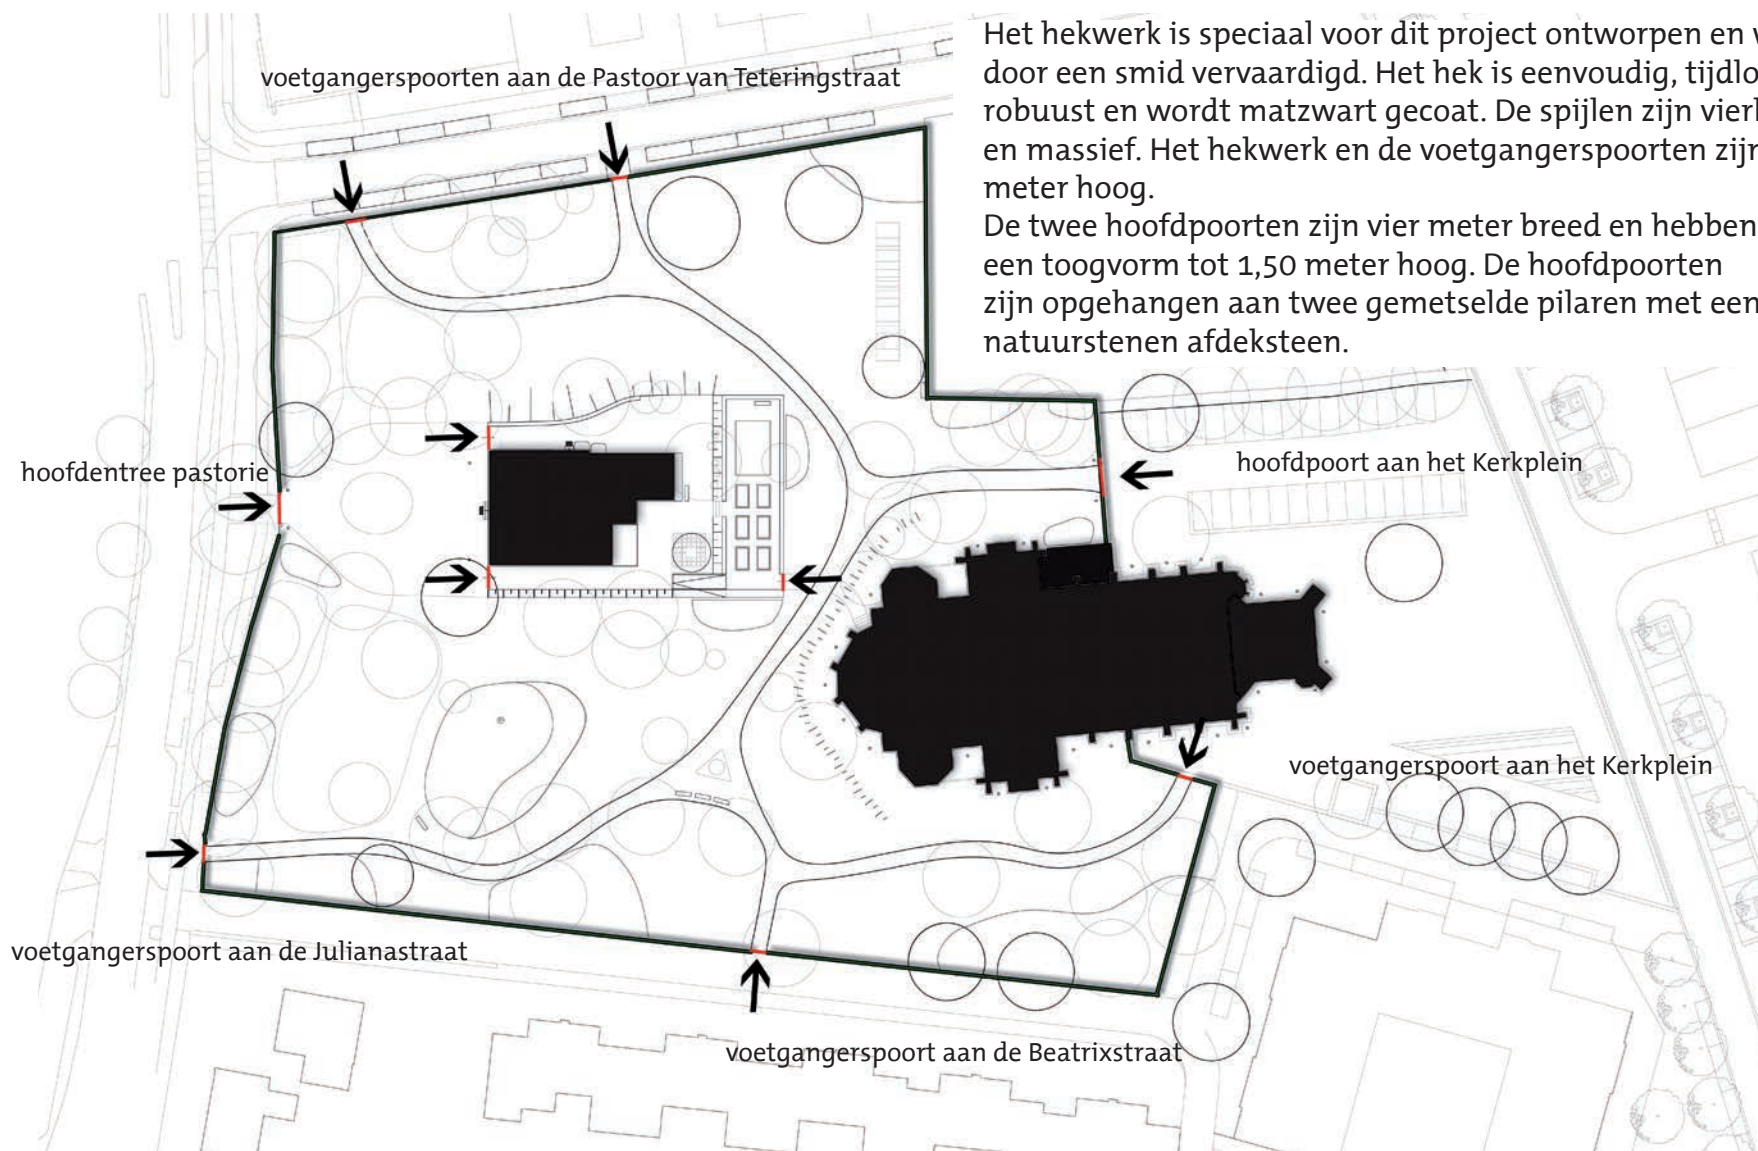 Het hekwerk is speciaal voor dit project ontworpen en
door een smid vervaardigd. Het hek is eenvoudig,
robuust en wordt matzwart gecoat. De spijlen zijn
en massief. Het hekwerk en de voetgangerspoorten
meter hoog.
De twee hoofdpoorten zijn vier meter breed en hebben
een toogvorm tot 1,50 meter hoog. De hoofdpoorten
zijn opgehangen aan twee gemetselde pilaren met een
natuurstenen afdeksteen.
voetgangerspoorten aan de Pastoor van Teteringstraat
hoofdentree pastorie
hoofdpoort aan het Kerkplein
voetgangerspoort aan het Kerkplein
voetgangerspoort aan de Julianastraat
voetgangerspoort aan de Beatrixstraat